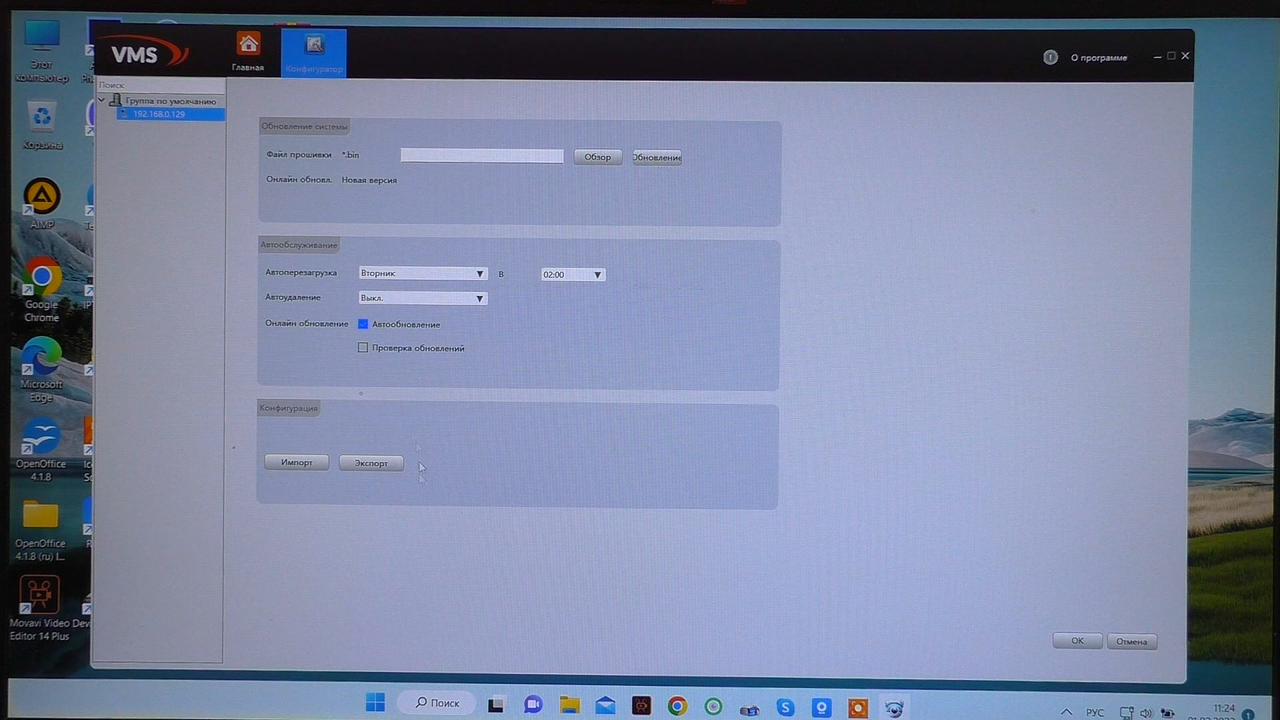 Этот
компьютер
Корзина
AIMP
Google
Chrome
Microsoft
Edge
OpenOffice
4.1.8
OpenOffice
4.1.8 (ru) I...
Movavi Video
Editor 14 Plus
VMS
Главная
Конфигуратор
О программе
Поиск
Группа по умолчанию
192.168.0.129
Обновление системы
Файл прошивки *.bin
Обзор
Обновление
Онлайн обновл. Новая версия
Автообслуживание
Автоперезагрузка Вторник В 02:00
Автоудаление Выкл.
Онлайн обновление Автообновление
Проверка обновлений
Конфигурация
Импорт Экспорт
OK Отмена
Поиск
РУС
11:24